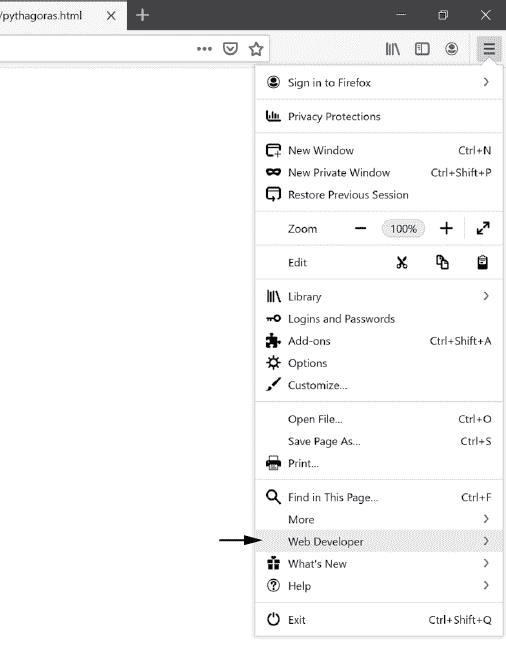 /pythagoras.html
Sign in to Firefox
Privacy Protections
New Window Ctrl+N
New Private Window Ctrl+Shift+P
Restore Previous Session
Zoom 100%
Edit
Library
Logins and Passwords
Add-ons Ctrl+Shift+A
Options
Customize...
Open File... Ctrl+O
Save Page As... Ctrl+S
Print...
Find in This Page... Ctrl+F
More
Web Developer
What's New
Help
Exit Ctrl+Shift+Q